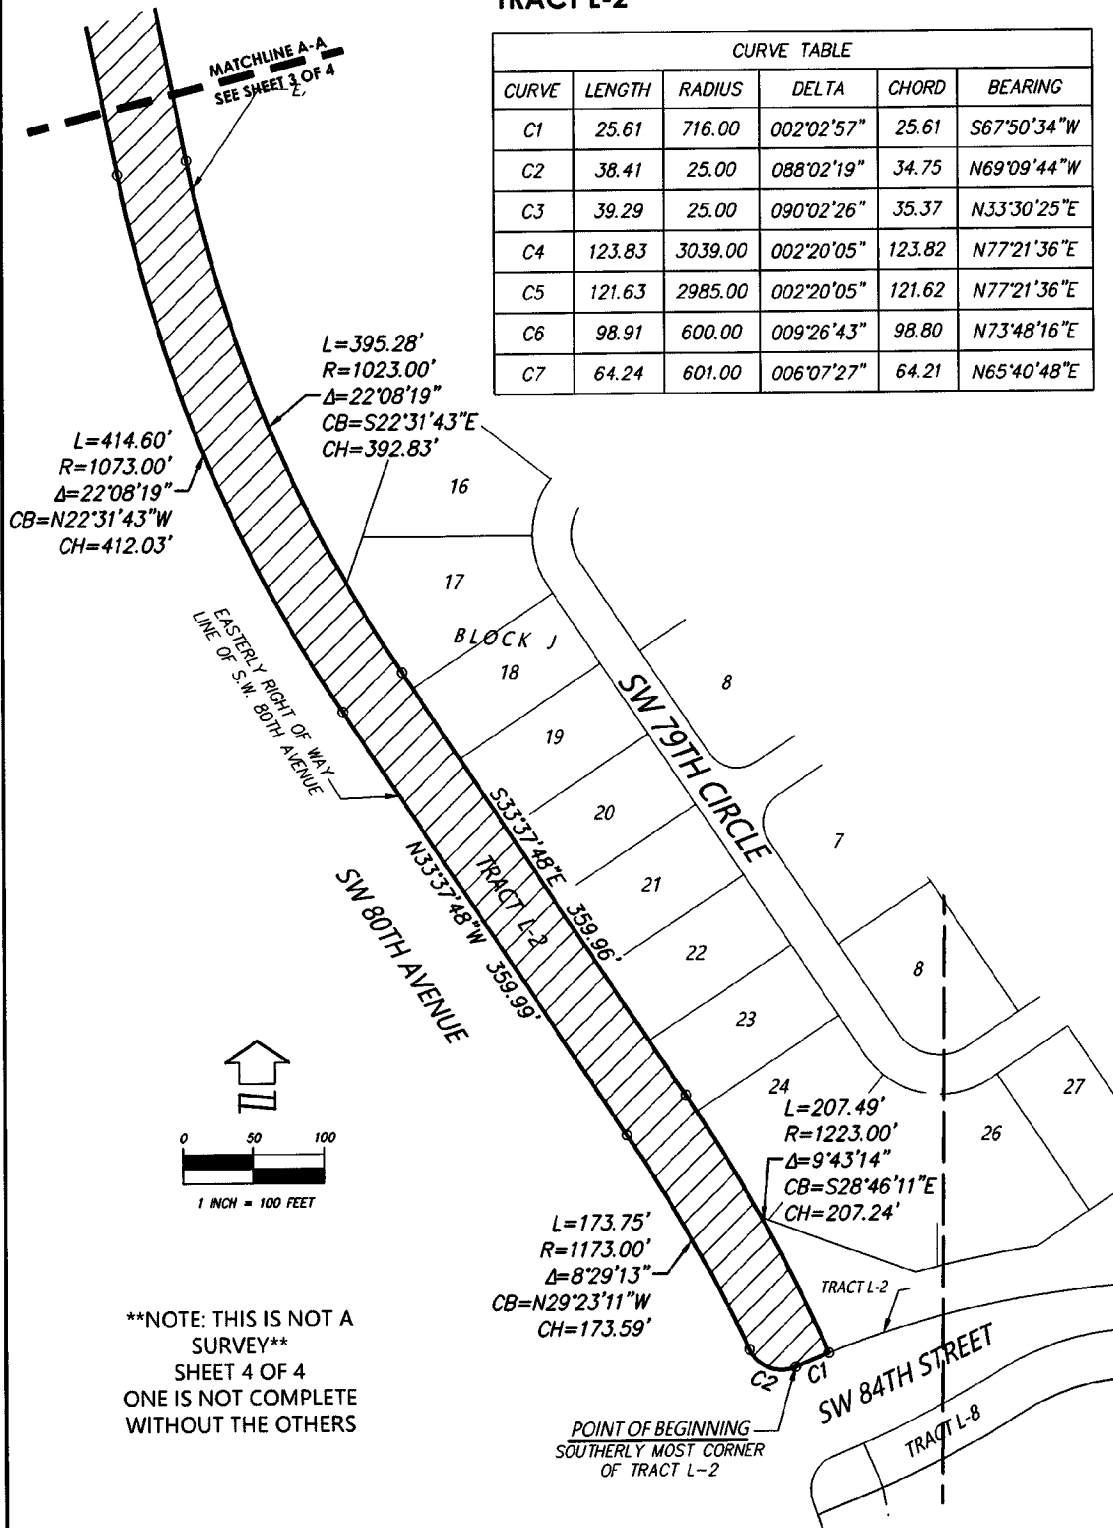 TRACT L-2
MATCHLINE A-A
SEE SHEET 3 OF 4
CURVE TABLE
CURVE LENGTH RADIUS DELTA CHORD BEARING
C1 25.61 716.00 002°02'57" 25.61 S67°50'34"W
C2 38.41 25.00 088°02'19" 34.75 N69°09'44"W
C3 39.29 25.00 090°02'26" 35.37 N33°30'25"E
C4 123.83 3039.00 002°20'05" 123.82 N77°21'36"E
C5 121.63 2985.00 002°20'05" 121.62 N77°21'36"E
C6 98.91 600.00 009°26'43" 98.80 N73°48'16"E
C7 64.24 601.00 006°07'27" 64.21 N65°40'48"E
L=395.28'
R=1023.00'
Δ=22°08'19"
CB=S22°31'43"E
CH=392.83'
L=414.60'
R=1073.00'
Δ=22°08'19"
CB=N22°31'43"W
CH=412.03'
16
17
BLOCK J
18
19
20
21
22
23
24
8
7
8
26
27
EASTERLY RIGHT OF WAY
LINE OF S.W. 80TH AVENUE
SW 79TH CIRCLE
S33°37'48"E 359.96'
TRACT L-2
N33°37'48"W 359.99'
SW 80TH AVENUE
0 50 100
1 INCH = 100 FEET
L=207.49'
R=1223.00'
Δ=9°43'14"
CB=S28°46'11"E
CH=207.24'
L=173.75'
R=1173.00'
Δ=8°29'13"
CB=N29°23'11"W
CH=173.59'
TRACT L-2
C2
C1
SW 84TH STREET
TRACT L-8
POINT OF BEGINNING
SOUTHERLY MOST CORNER
OF TRACT L-2
**NOTE: THIS IS NOT A
SURVEY**
SHEET 4 OF 4
ONE IS NOT COMPLETE
WITHOUT THE OTHERS